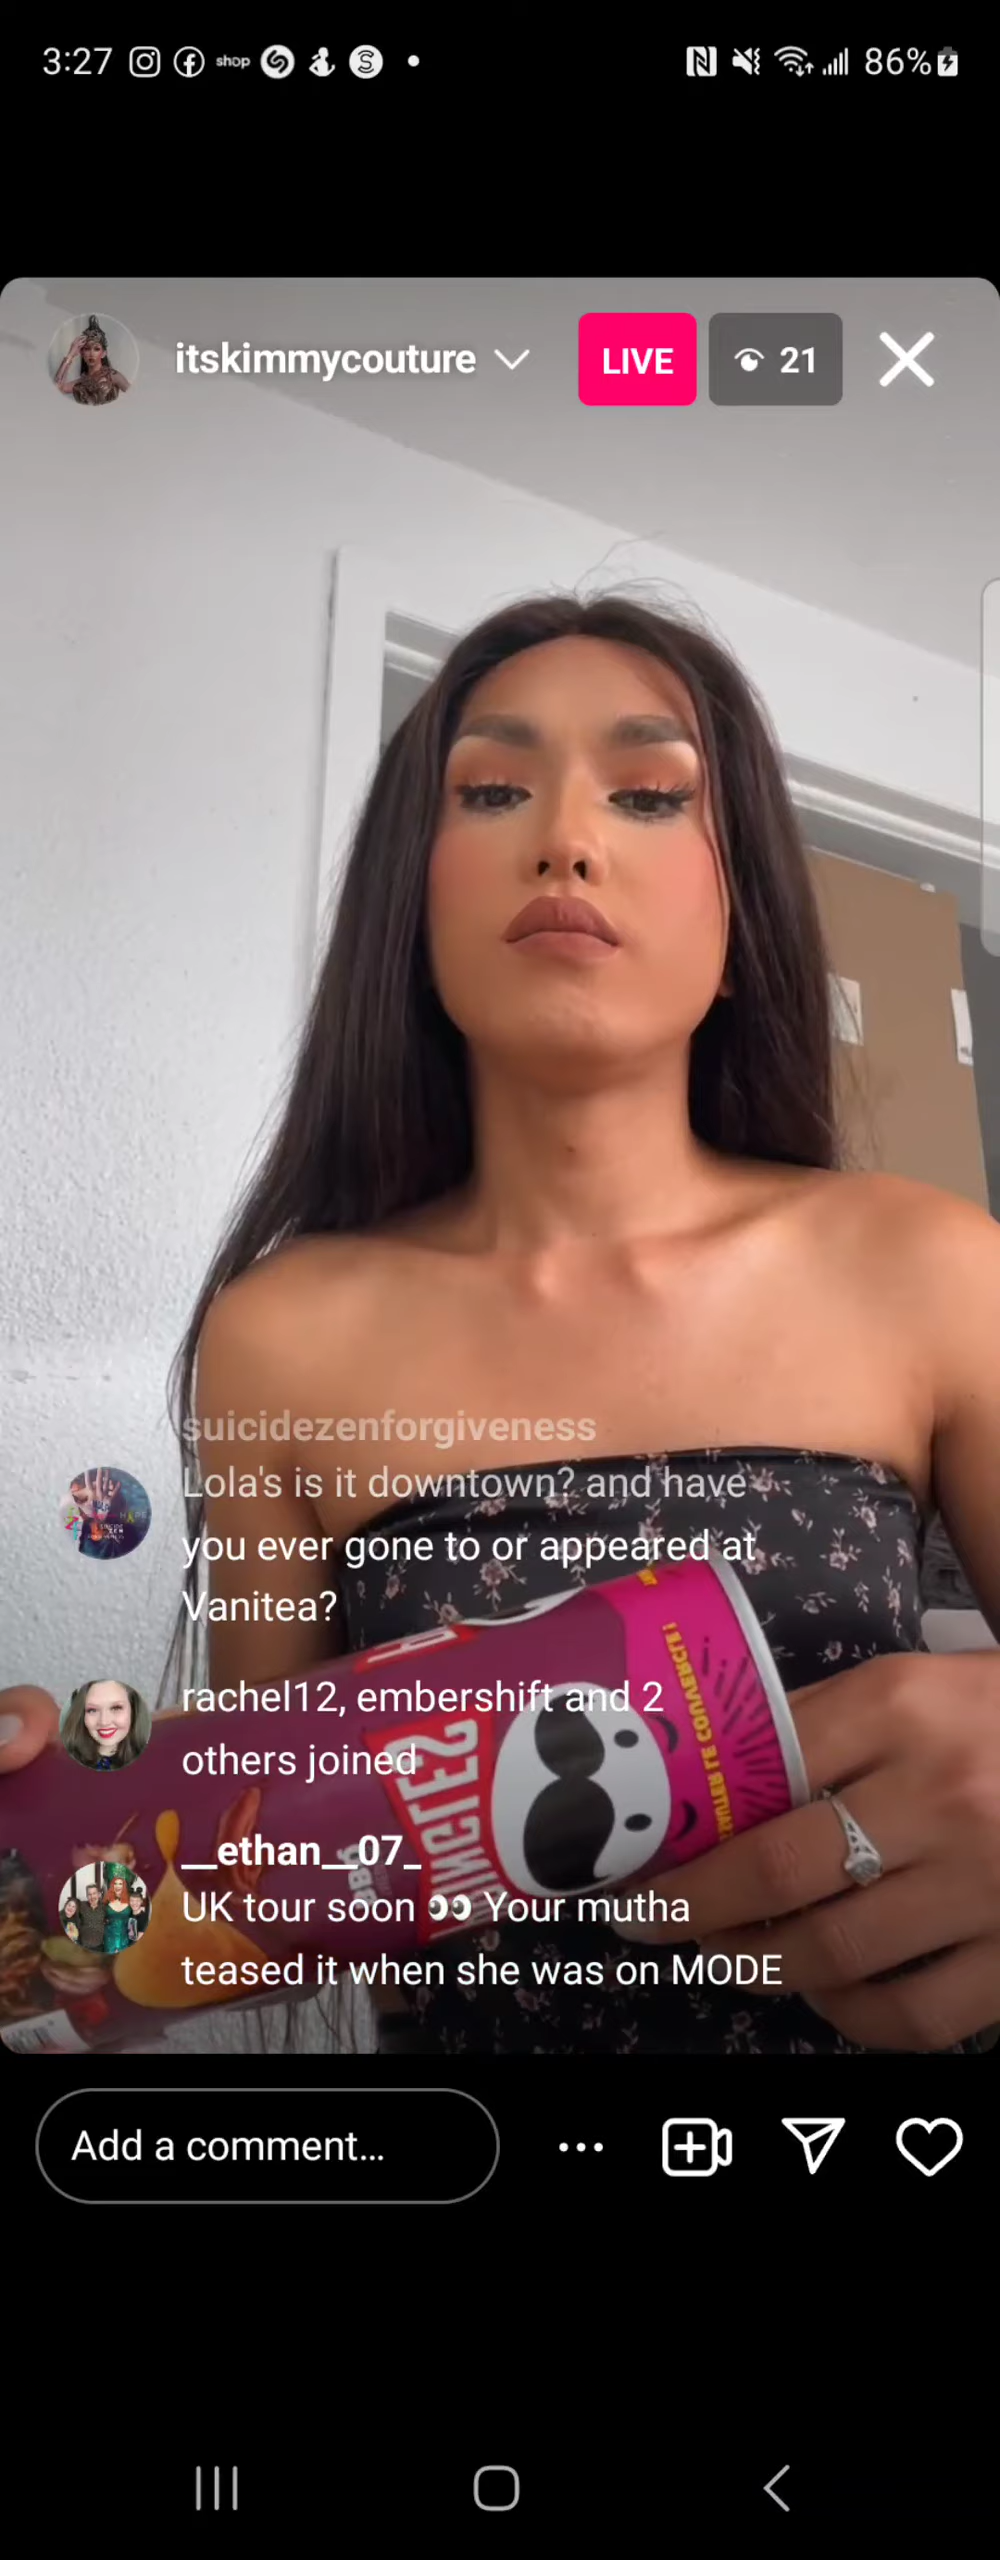 3:27
shop
86%
itskimmycouture
LIVE
21
suicidezenforgiveness
Lola's is it downtown? and have
you ever gone to or appeared at
Vanitea?
rachel12, embershift and 2
others joined
__ethan__07_
UK tour soon 👀 Your mutha
teased it when she was on MODE
PRINGLES
BBQ
Add a comment...